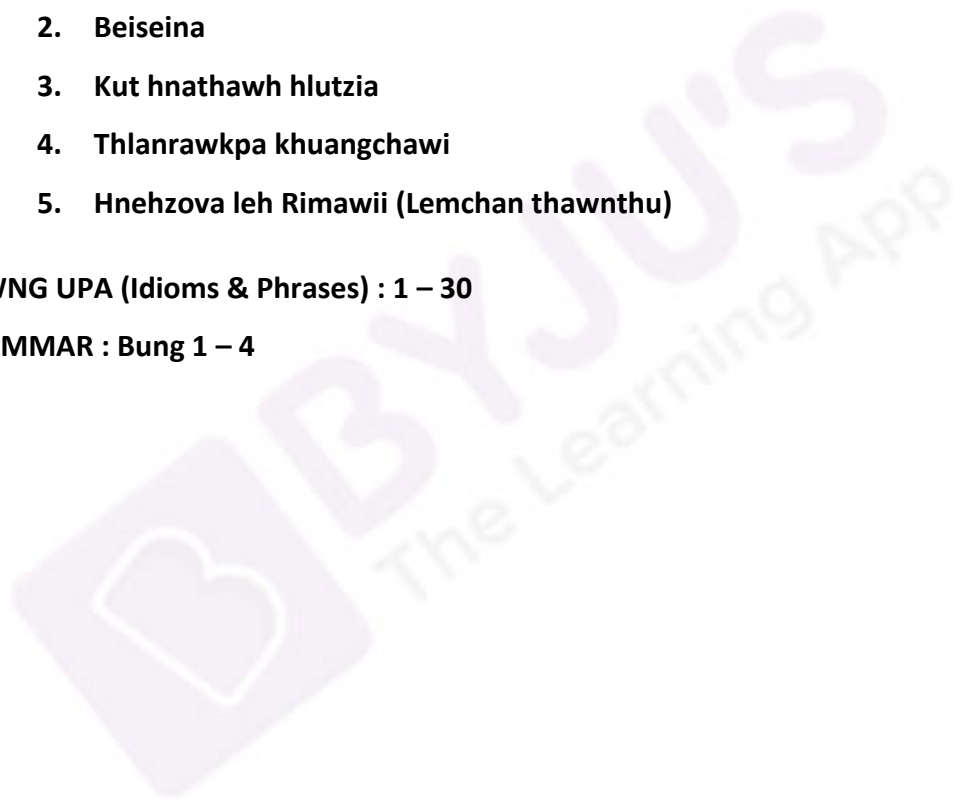 2. Beiseina
3. Kut hnathawh hlutzia
4. Thlanrawkpa khuangchawi
5. Hnehzova leh Rimawii (Lemchan thawnthu)
WNG UPA (Idioms & Phrases) : 1 – 30
MMAR : Bung 1 – 4
BYJU'S
The Learning App